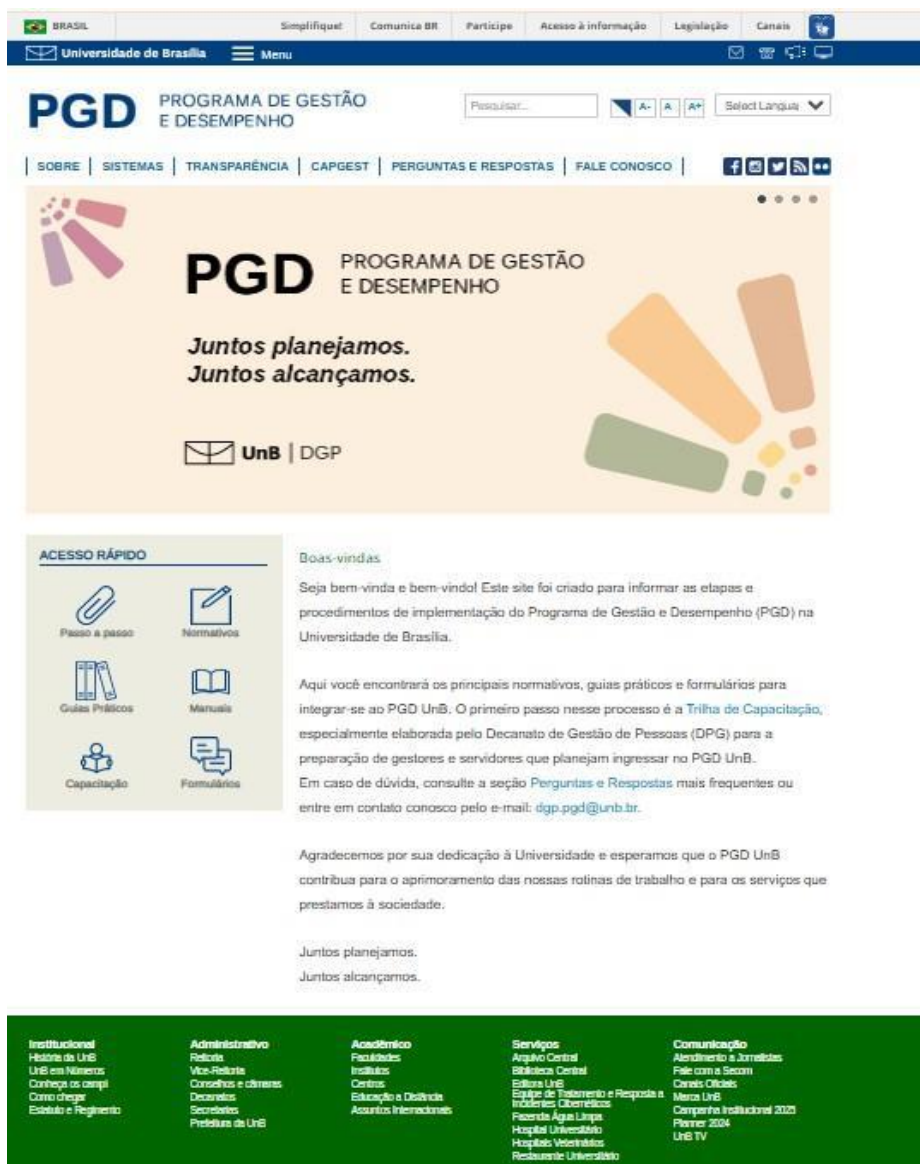 BRASIL
Simplifique!
Comunica BR
Participe
Acesso à informação
Legislação
Canais
Universidade de Brasília
Menu
PGD
PROGRAMA DE GESTÃO
E DESEMPENHO
Pesquisar...
A-
A
A+
Select Languag
SOBRE | SISTEMAS | TRANSPARÊNCIA | CAPGEST | PERGUNTAS E RESPOSTAS | FALE CONOSCO |
PGD
PROGRAMA DE GESTÃO
E DESEMPENHO
Juntos planejamos.
Juntos alcançamos.
UnB | DGP
ACESSO RÁPIDO
Passo a passo
Normativos
Guias Práticos
Manuais
Capacitação
Formulários
Boas-vindas
Seja bem-vinda e bem-vindo! Este site foi criado para informar as etapas e
procedimentos de implementação do Programa de Gestão e Desempenho (PGD) na
Universidade de Brasília.
Aqui você encontrará os principais normativos, guias práticos e formulários para
integrar-se ao PGD UnB. O primeiro passo nesse processo é a Trilha de Capacitação,
especialmente elaborada pelo Decanato de Gestão de Pessoas (DPG) para a
preparação de gestores e servidores que planejam ingressar no PGD UnB.
Em caso de dúvida, consulte a seção Perguntas e Respostas mais frequentes ou
entre em contato conosco pelo e-mail: dgp.pgd@unb.br.
Agradecemos por sua dedicação à Universidade e esperamos que o PGD UnB
contribua para o aprimoramento das nossas rotinas de trabalho e para os serviços que
prestamos à sociedade.
Juntos planejamos.
Juntos alcançamos.
Institucional
História da UnB
UnB em Números
Conheça os campi
Como chegar
Estatuto e Regimento
Administrativo
Reitoria
Vice-Reitoria
Conselhos e câmaras
Decanatos
Secretarias
Prefeitura da UnB
Acadêmico
Faculdades
Institutos
Centros
Educação a Distância
Assuntos Internacionais
Serviços
Arquivo Central
Biblioteca Central
Editora UnB
Equipe de Tratamento e Resposta a
Incidentes Cibernéticos
Fazenda Água Limpa
Hospital Universitário
Hospitais Veterinários
Restaurante Universitário
Comunicação
Atendimento a Jornalistas
Fale com a Secom
Canais Oficiais
Marca UnB
Campanha Institucional 2023
Planner 2024
UnB TV